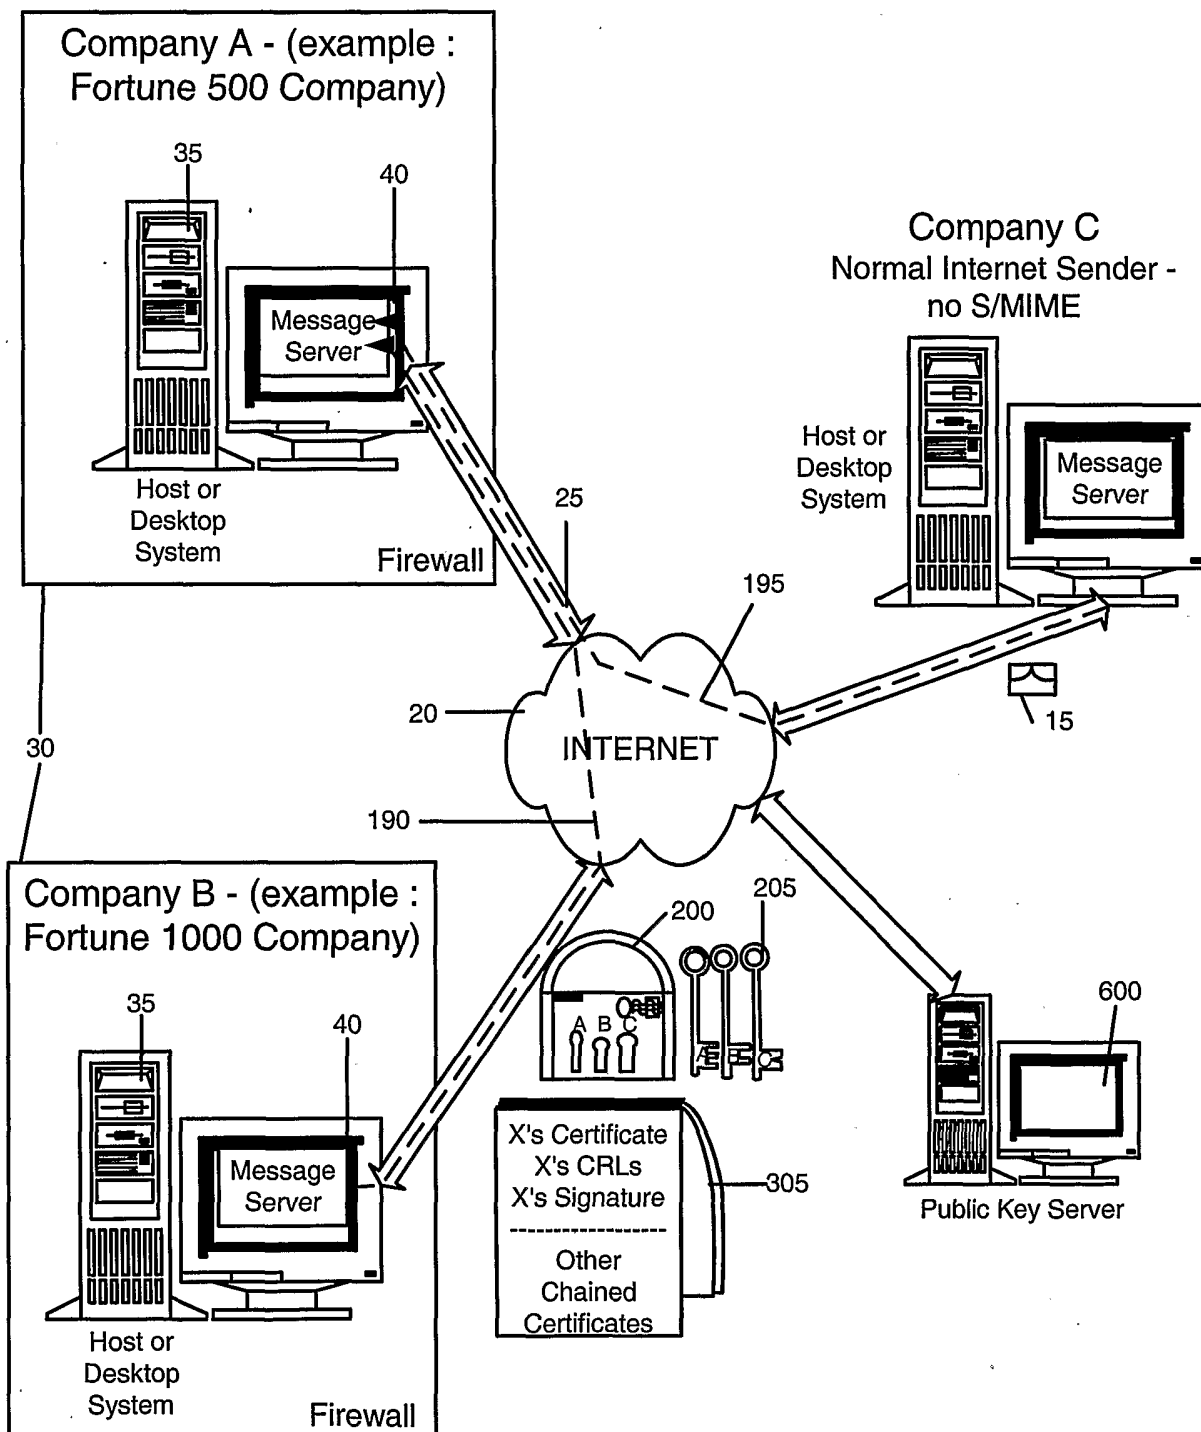 Company A - (example :
Fortune 500 Company)
35
40
Message
Server
Host or
Desktop
System
Firewall
Company C
Normal Internet Sender -
no S/MIME
Host or
Desktop
System
Message
Server
25
195
15
20
INTERNET
30
190
Company B - (example :
Fortune 1000 Company)
35
40
Message
Server
Host or
Desktop
System
Firewall
200
205
A B C
A
C
X's Certificate
X's CRLs
X's Signature
Other
Chained
Certificates
305
600
Public Key Server